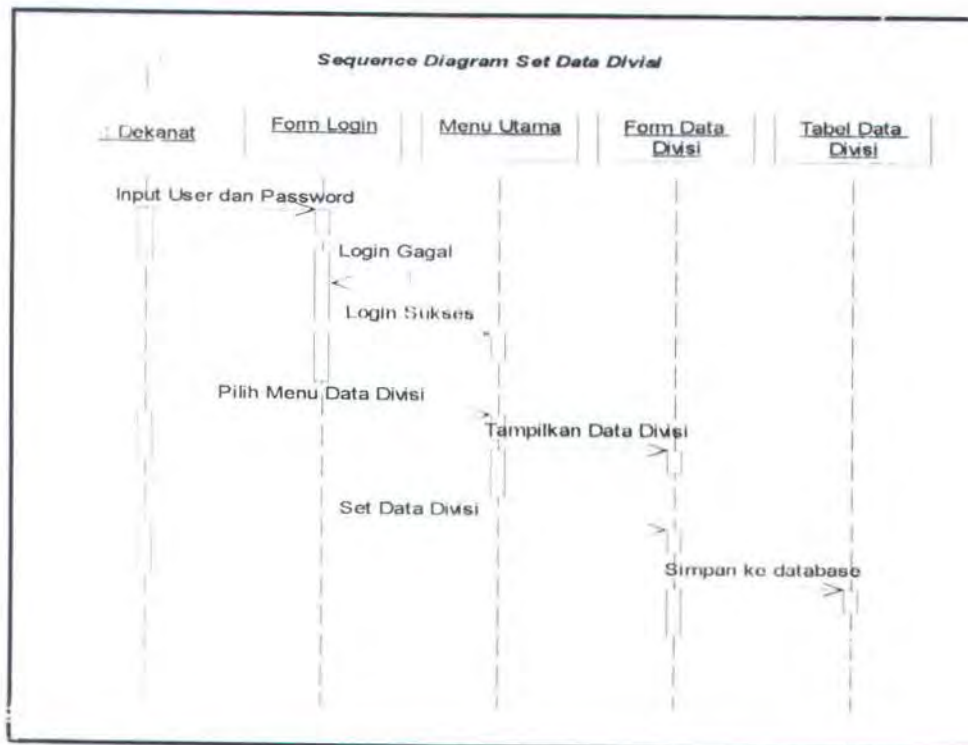 Sequence Diagram Set Data Divisi
: Dekanat
Form Login
Menu Utama
Form Data
Divisi
Tabel Data
Divisi
Input User dan Password
Login Gagal
Login Sukses
Pilih Menu Data Divisi
Tampilkan Data Divisi
Set Data Divisi
Simpan ke database